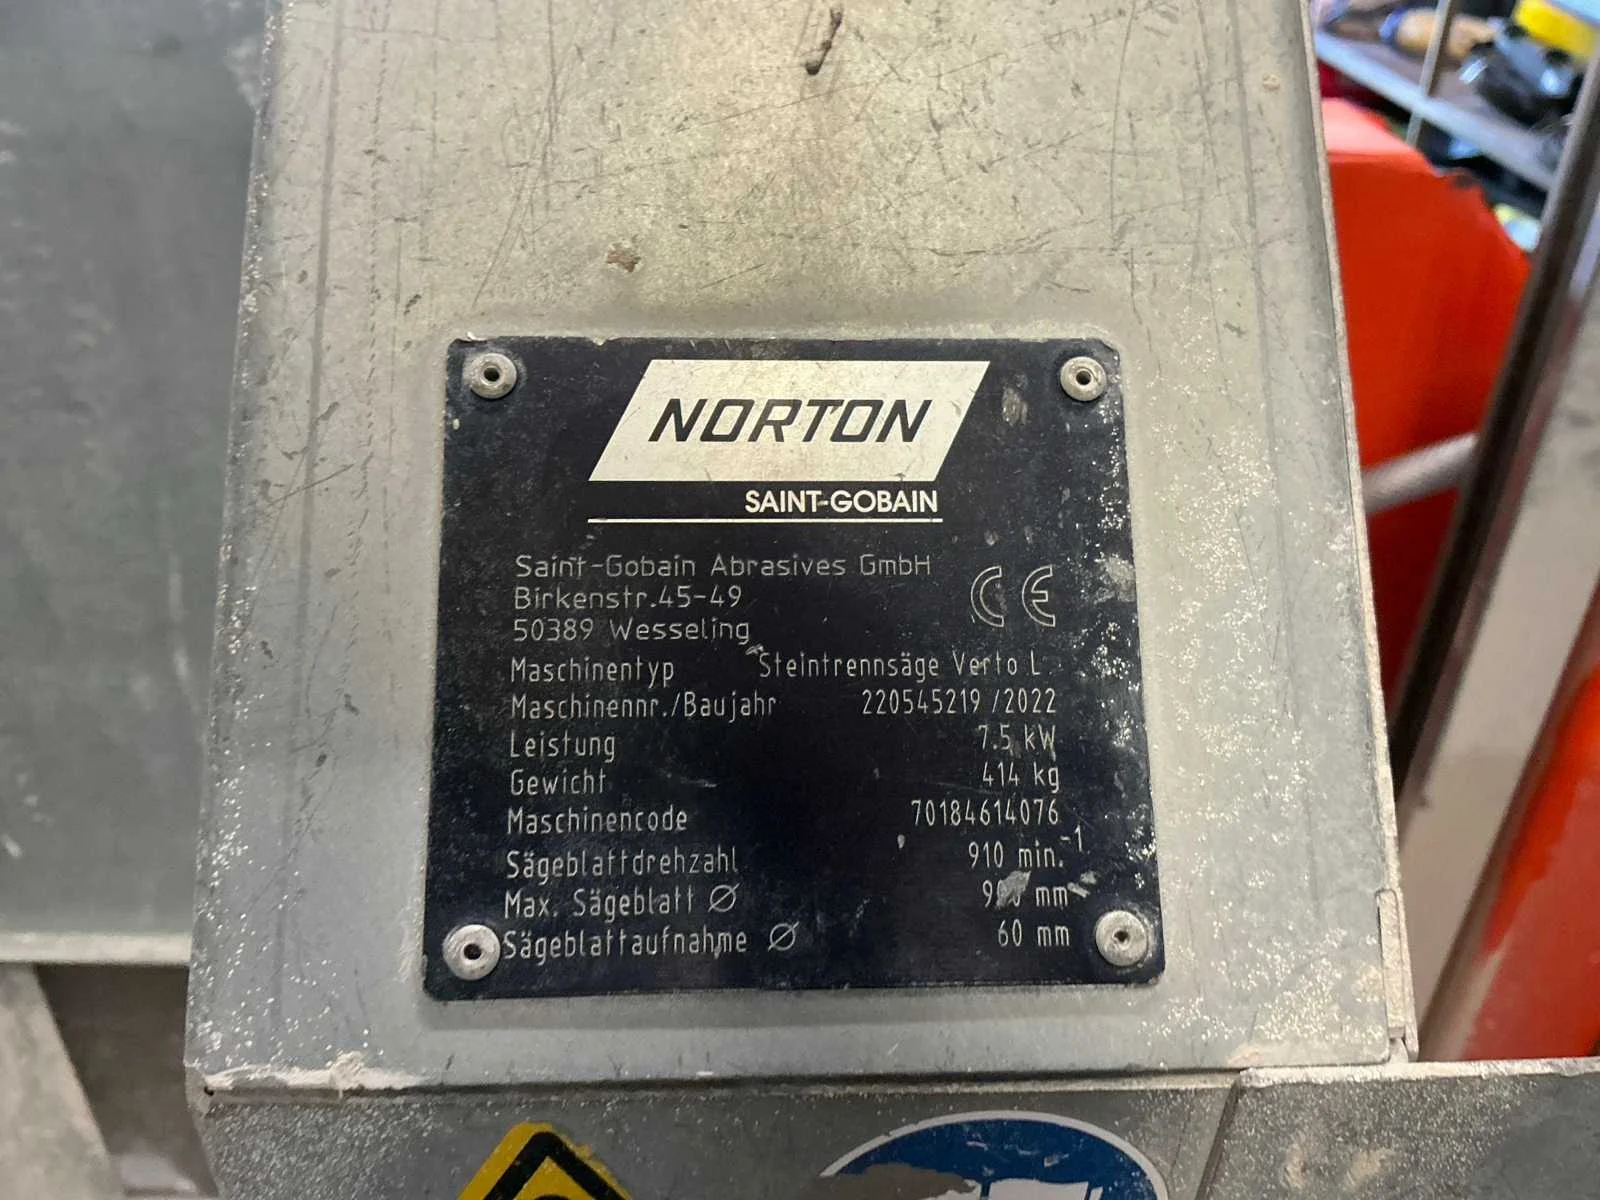 NORTON
SAINT-GOBAIN
Saint-Gobain Abrasives GmbH
Birkenstr.45-49
50389 Wesseling
CE
Maschinentyp Steintrennsäge Verto L.
Maschinennr./Baujahr 220545219 /2022
Leistung 7.5 kW
Gewicht 414 kg
Maschinencode 70184614076
Sägeblattdrehzahl 910 min.⁻¹
Max. Sägeblatt Ø mm
Sägeblattaufnahme Ø 60 mm